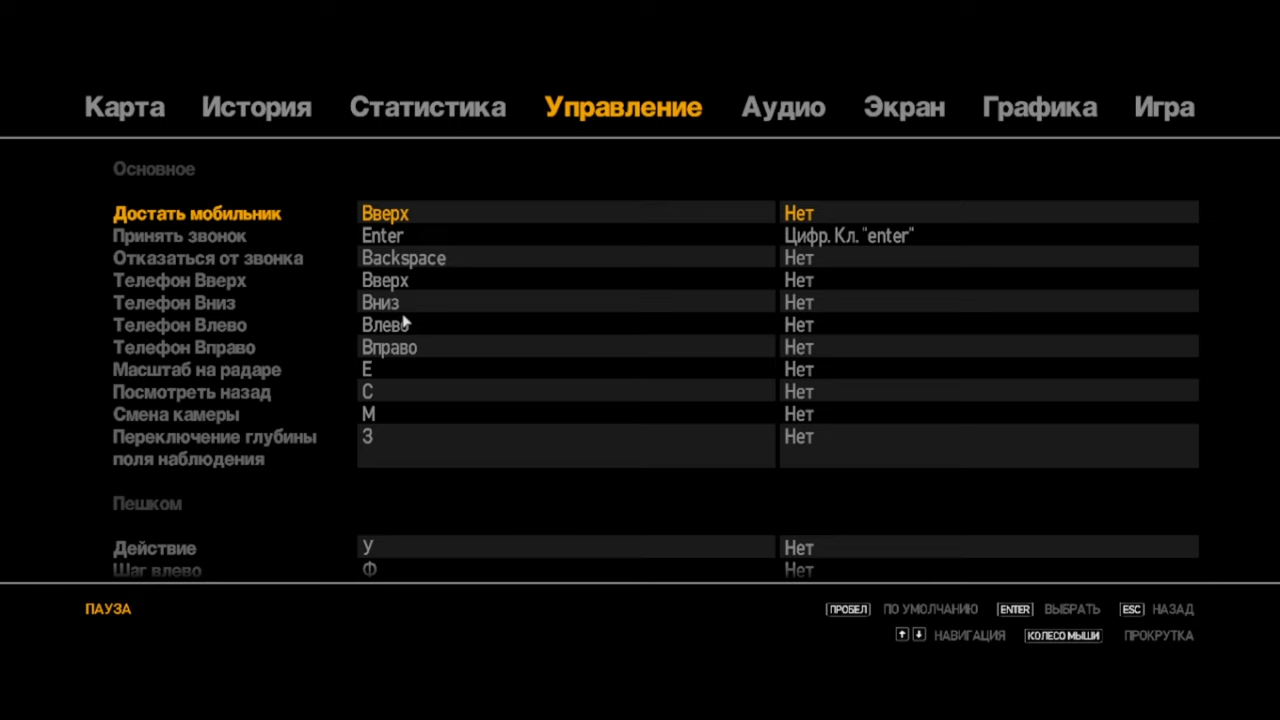 Карта История Статистика Управление Аудио Экран Графика Игра
Основное
Достать мобильник Вверх Нет
Принять звонок Enter Цифр. Кл. "enter"
Отказаться от звонка Backspace Нет
Телефон Вверх Вверх Нет
Телефон Вниз Вниз Нет
Телефон Влево Влево Нет
Телефон Вправо Вправо Нет
Масштаб на радаре Е Нет
Посмотреть назад С Нет
Смена камеры М Нет
Переключение глубины З Нет
поля наблюдения
Пешком
Действие У Нет
Шаг влево Ф Нет
ПАУЗА ПРОБЕЛ ПО УМОЛЧАНИЮ ENTER ВЫБРАТЬ ESC НАЗАД
НАВИГАЦИЯ КОЛЕСО МЫШИ ПРОКРУТКА